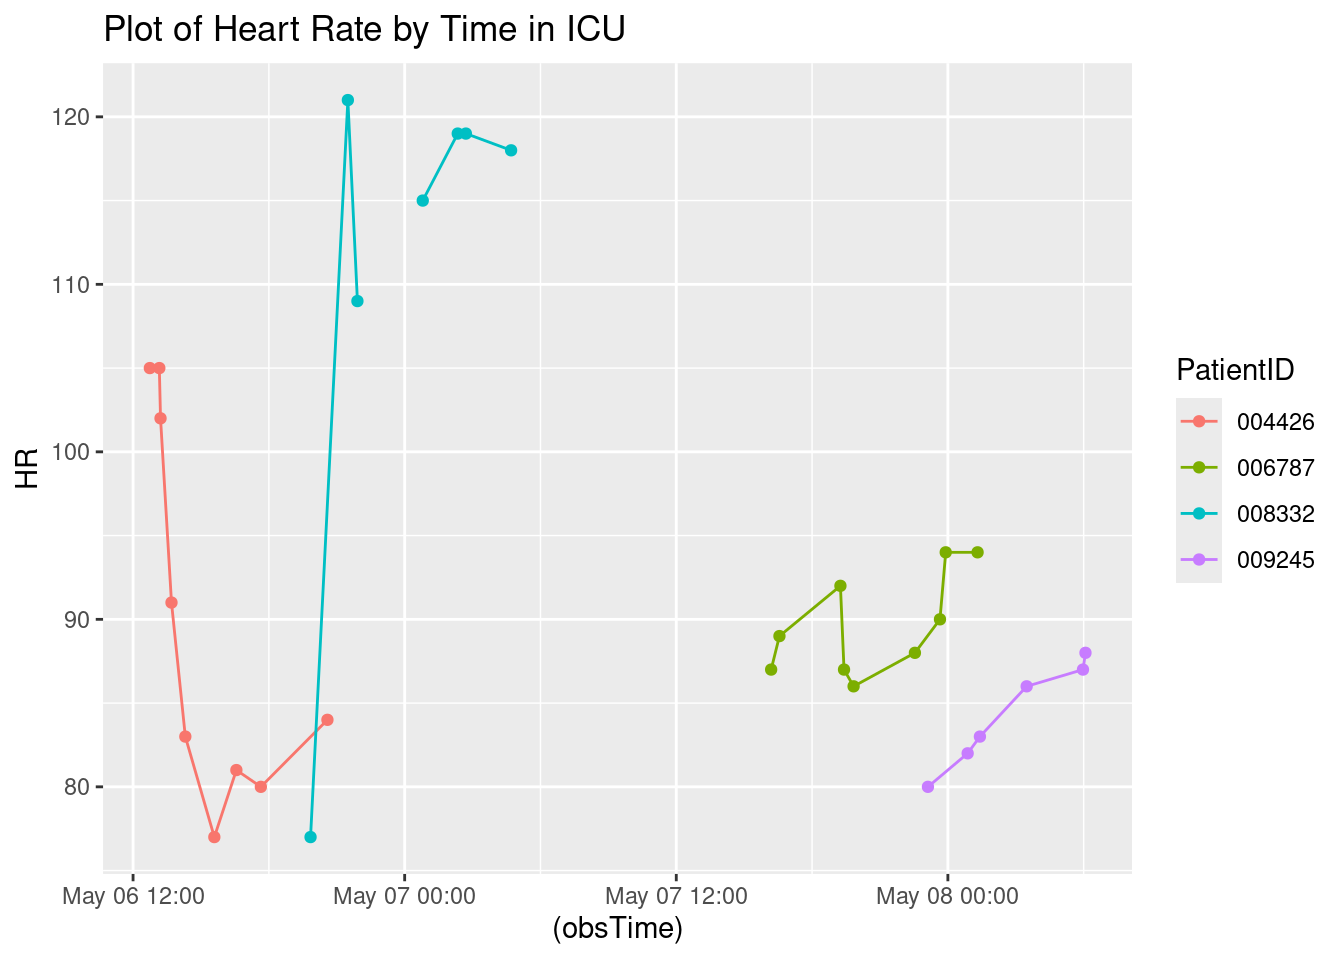 Plot of Heart Rate by Time in ICU
120
110
100
90
80
HR
May 06 12:00
May 07 00:00
May 07 12:00
May 08 00:00
(obsTime)
PatientID
004426
006787
008332
009245